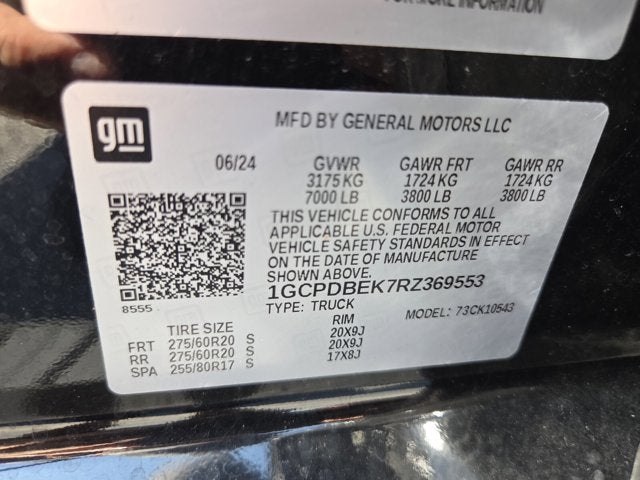 FOR MORE INFORMATION
gm
MFD BY GENERAL MOTORS LLC
06/24 GVWR GAWR FRT GAWR RR
3175 KG 1724 KG 1724 KG
7000 LB 3800 LB 3800 LB
THIS VEHICLE CONFORMS TO ALL
APPLICABLE U.S. FEDERAL MOTOR
VEHICLE SAFETY STANDARDS IN EFFECT
ON THE DATE OF MANUFACTURE
SHOWN ABOVE.
8555
1GCPDBEK7RZ369553
TYPE: TRUCK MODEL: 73CK10543
TIRE SIZE RIM
FRT 275/60R20 S 20X9J
RR 275/60R20 S 20X9J
SPA 255/80R17 S 17X8J